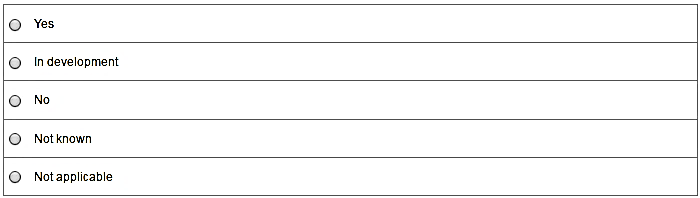 Yes
In development
No
Not known
Not applicable